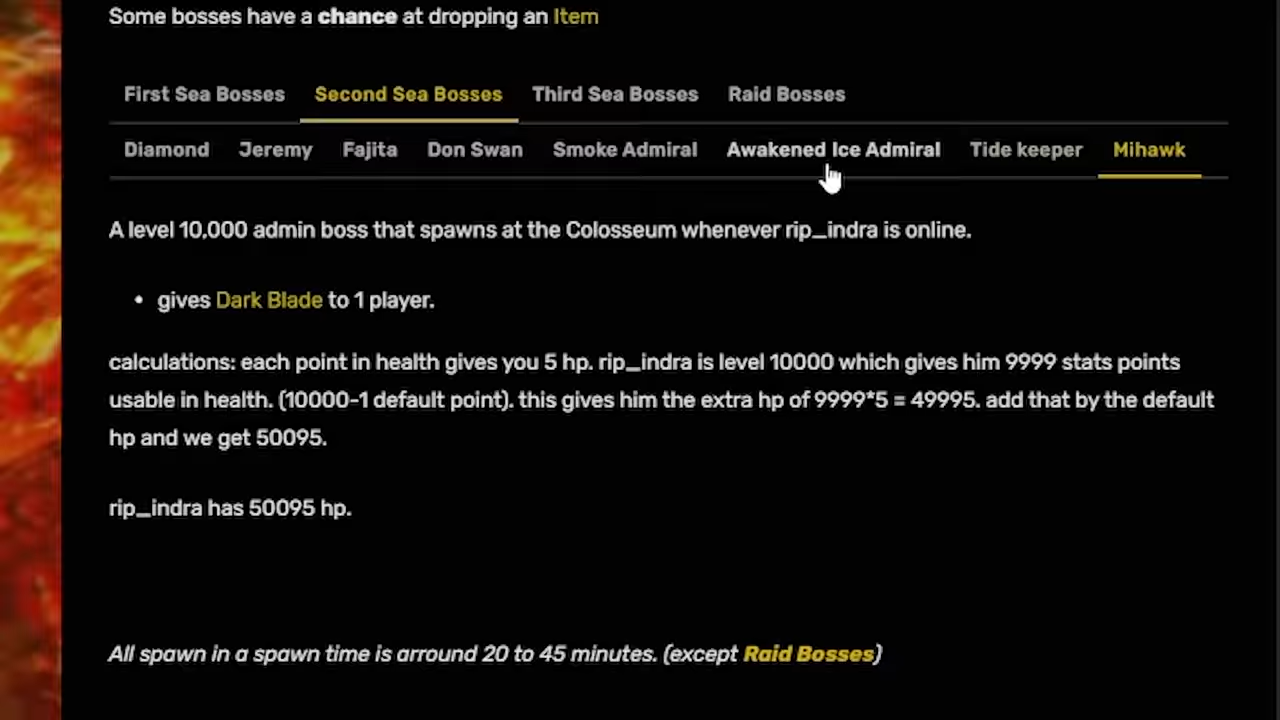 Some bosses have a chance at dropping an Item
First Sea Bosses Second Sea Bosses Third Sea Bosses Raid Bosses
Diamond Jeremy Fajita Don Swan Smoke Admiral Awakened Ice Admiral Tide keeper Mihawk
A level 10,000 admin boss that spawns at the Colosseum whenever rip_indra is online.
• gives Dark Blade to 1 player.
calculations: each point in health gives you 5 hp. rip_indra is level 10000 which gives him 9999 stats points
usable in health. (10000-1 default point). this gives him the extra hp of 9999*5 = 49995. add that by the default
hp and we get 50095.
rip_indra has 50095 hp.
All spawn in a spawn time is arround 20 to 45 minutes. (except Raid Bosses)